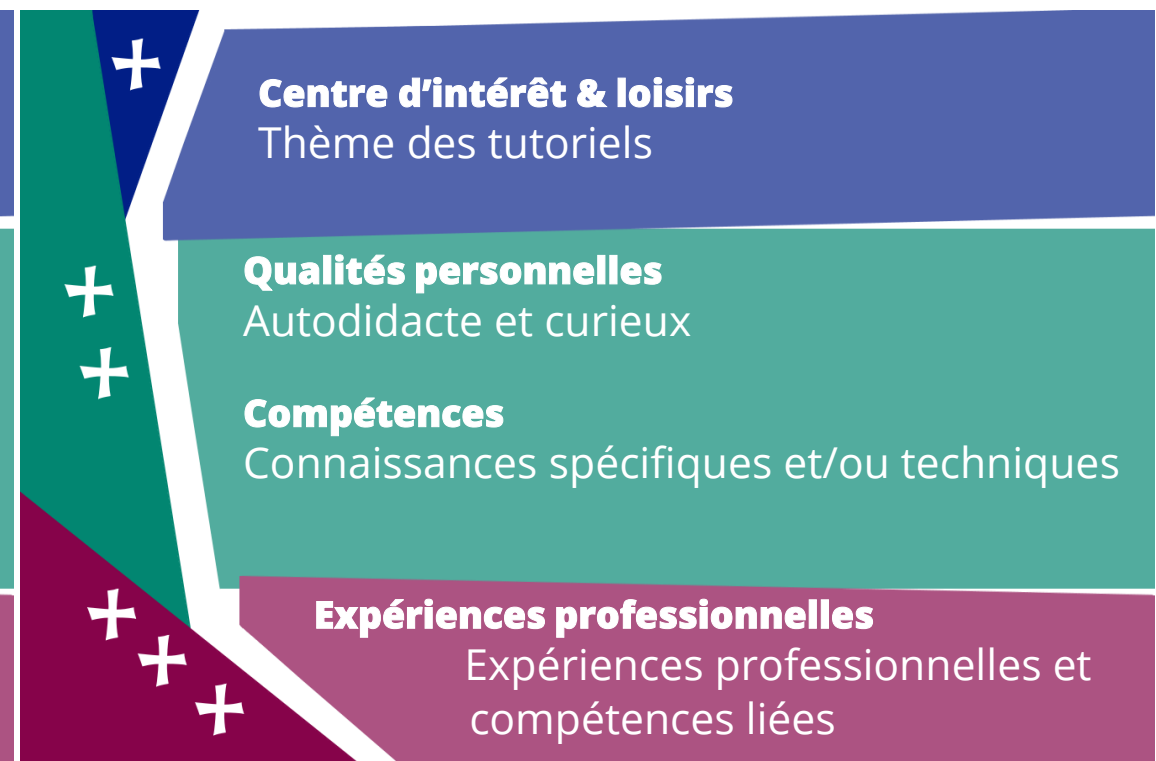 +
Centre d’intérêt & loisirs
Thème des tutoriels
+
+
Qualités personnelles
Autodidacte et curieux
Compétences
Connaissances spécifiques et/ou techniques
+
+
+
Expériences professionnelles
Expériences professionnelles et
compétences liées